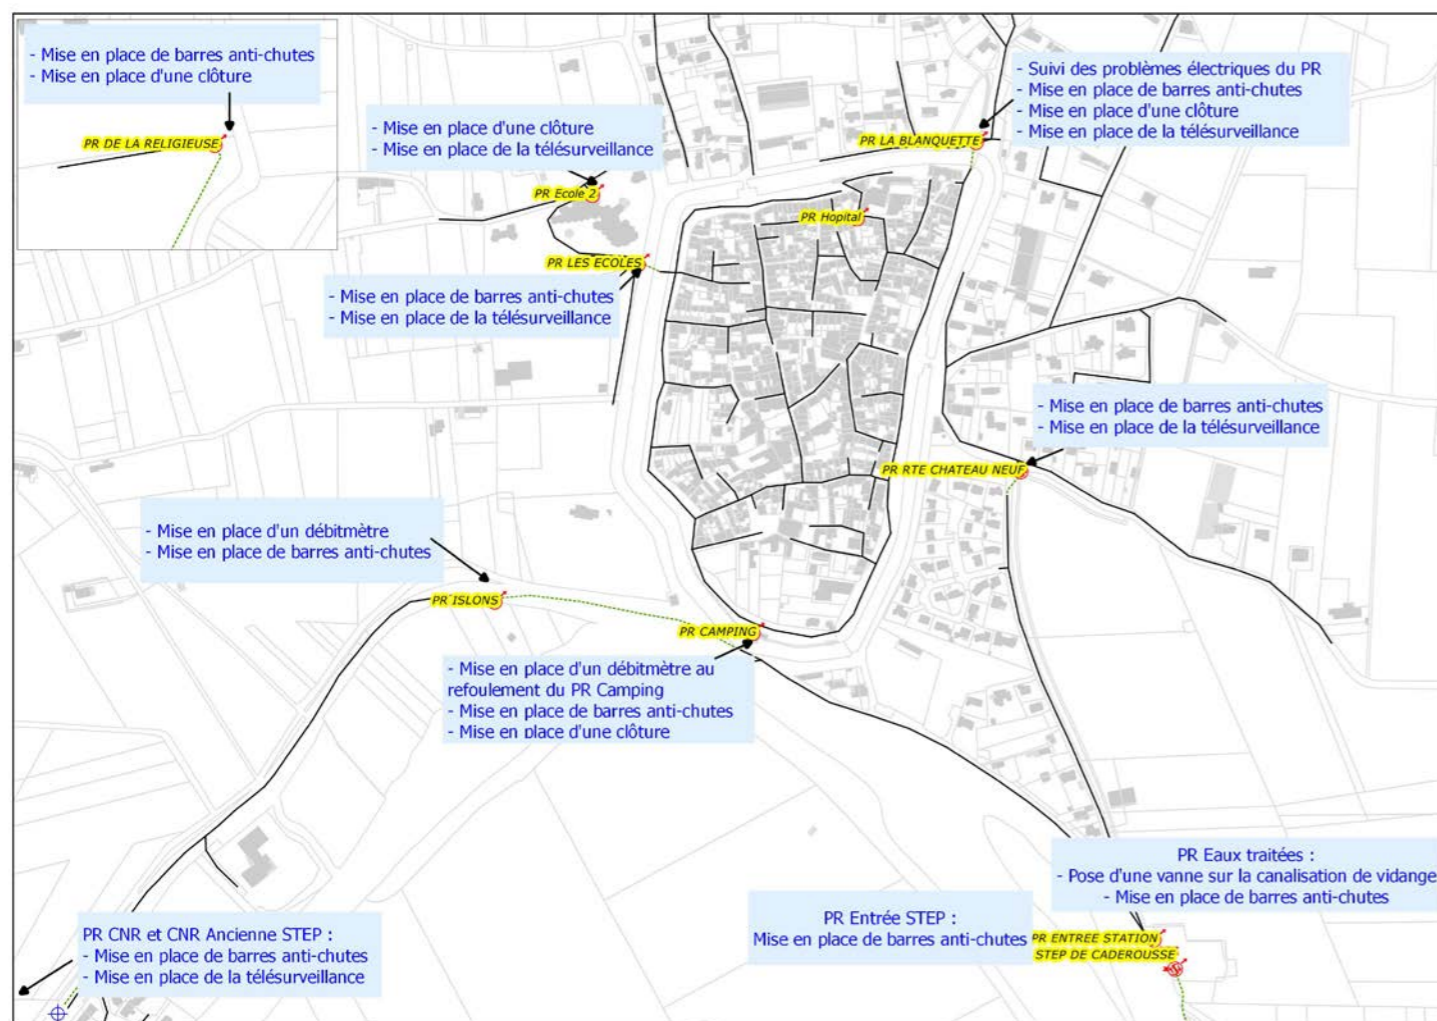 - Mise en place de barres anti-chutes
- Mise en place d'une clôture
PR DE LA RELIGIEUSE
- Mise en place d'une clôture
- Mise en place de la télésurveillance
PR Ecole 2
- Suivi des problèmes électriques du PR
- Mise en place de barres anti-chutes
- Mise en place d'une clôture
- Mise en place de la télésurveillance
PR LA BLANQUETTE
PR Hopital
PR LES ECOLES
- Mise en place de barres anti-chutes
- Mise en place de la télésurveillance
- Mise en place de barres anti-chutes
- Mise en place de la télésurveillance
PR RTE CHATEAU NEUF
- Mise en place d'un débitmètre
- Mise en place de barres anti-chutes
PR ISLONS
PR CAMPING
- Mise en place d'un débitmètre au
refoulement du PR Camping
- Mise en place de barres anti-chutes
- Mise en place d'une clôture
PR Eaux traitées :
- Pose d'une vanne sur la canalisation de vidange
- Mise en place de barres anti-chutes
PR Entrée STEP :
Mise en place de barres anti-chutes
PR ENTREE STATION
STEP DE CADEROUSSE
PR CNR et CNR Ancienne STEP :
- Mise en place de barres anti-chutes
- Mise en place de la télésurveillance